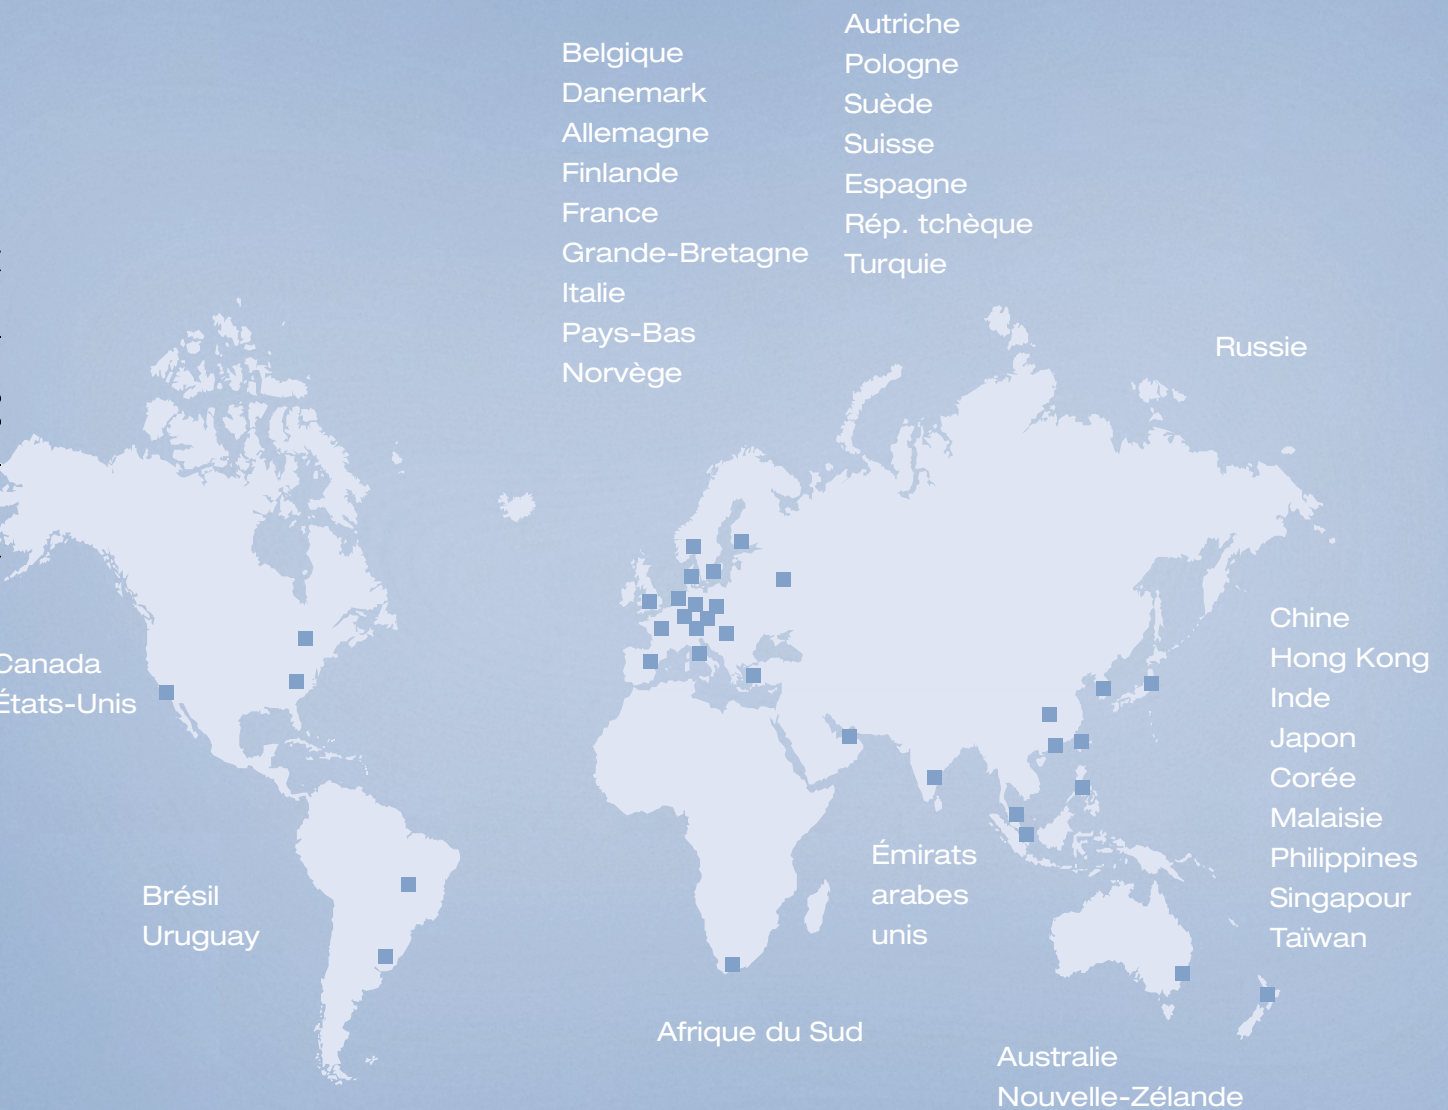 Autriche
Pologne
Suède
Suisse
Espagne
Rép. tchèque
Turquie
Belgique
Danemark
Allemagne
Finlande
France
Grande-Bretagne
Italie
Pays-Bas
Norvège
Russie
Canada
États-Unis
Chine
Hong Kong
Inde
Japon
Corée
Malaisie
Philippines
Singapour
Taïwan
Brésil
Uruguay
Émirats
arabes
unis
Afrique du Sud
Australie
Nouvelle-Zélande